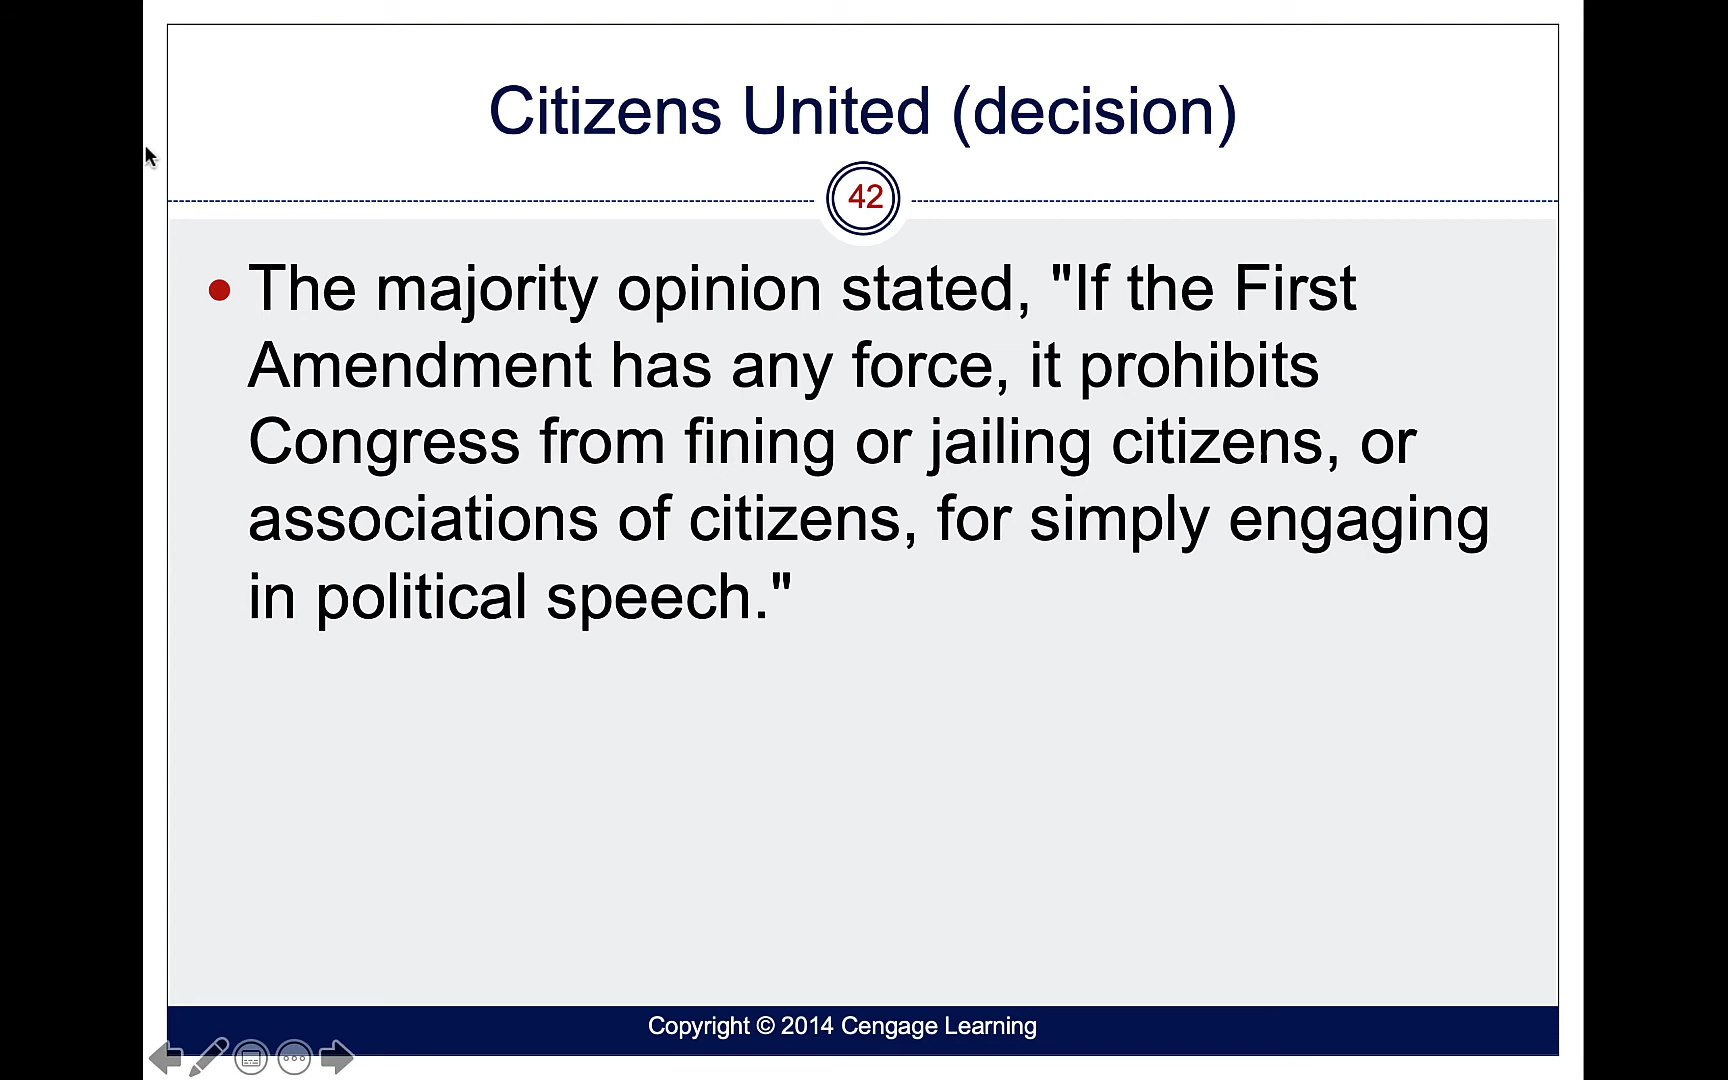 Citizens United (decision)
42
• The majority opinion stated, "If the First
Amendment has any force, it prohibits
Congress from fining or jailing citizens, or
associations of citizens, for simply engaging
in political speech."
Copyright © 2014 Cengage Learning